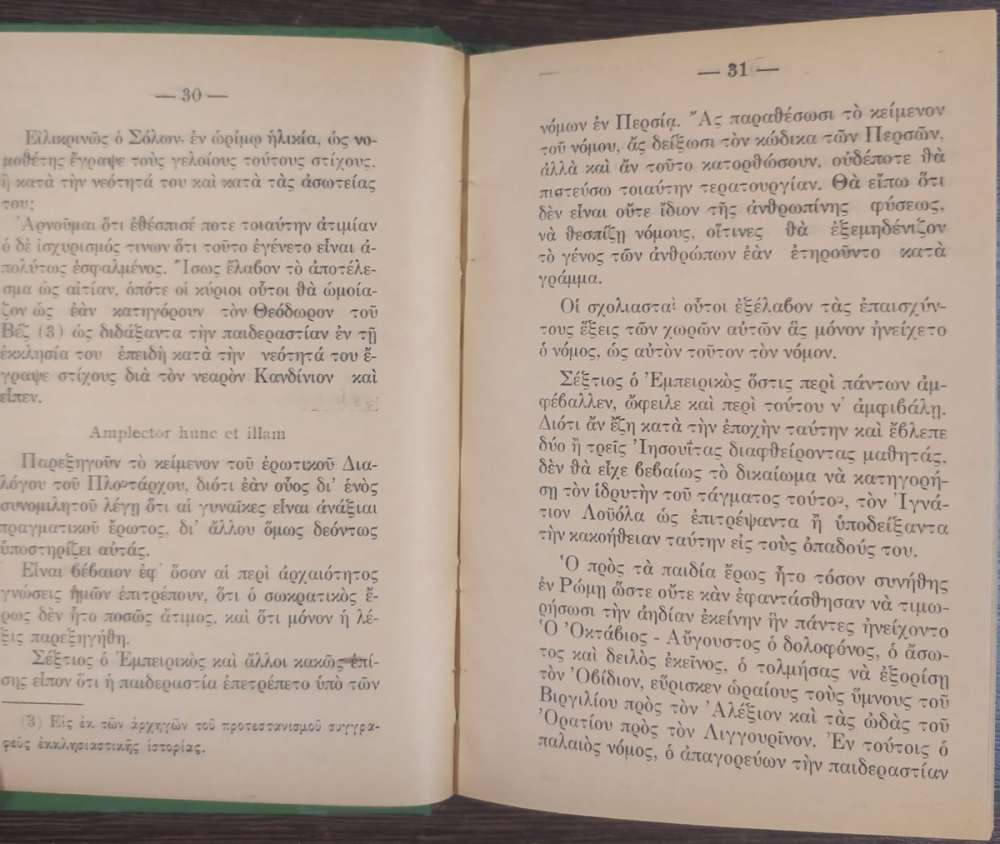 — 30 —
Εἰλικρινῶς ὁ Σόλων ἐν ὡρίμῳ ἡλικίᾳ, ὡς νο-
μοθέτης ἔγραψε τοὺς γελοίους τούτους στίχους,
ἢ κατὰ τὴν νεότητά του καὶ κατὰ τὰς ἀσωτείας
του;
Ἀρνοῦμαι ὅτι ἐθέσπισέ ποτε τοιαύτην ἀτιμίαν
ὁ δὲ ἰσχυρισμός τινων ὅτι τοῦτο ἐγένετο εἶναι ἀ-
πολύτως ἐσφαλμένος. Ἴσως ἔλαβον τὸ ἀποτέλε-
σμα ὡς αἰτίαν, ὁπότε οἱ κύριοι οὗτοι θὰ ὡμοία-
ζον ὡς ἐὰν κατηγόρουν τὸν Θεόδωρον τοῦ
Βὲζ (3) ὡς διδάξαντα τὴν παιδεραστίαν ἐν τῇ
ἐκκλησίᾳ του ἐπειδὴ κατὰ τὴν νεότητά του ἔ-
γραψε στίχους διὰ τὸν νεαρὸν Κανδίνιον καὶ
εἶπεν.
Amplector hunc et illam
Παρεξηγοῦν τὸ κείμενον τοῦ ἐρωτικοῦ Δια-
λόγου τοῦ Πλουτάρχου, διότι ἐὰν οὗος δι' ἑνὸς
συνομιλητοῦ λέγῃ ὅτι αἱ γυναῖκες εἶναι ἀνάξιαι
πραγματικοῦ ἔρωτος, δι' ἄλλου ὅμως δεόντως
ὑποστηρίζει αὐτάς.
Εἶναι βέβαιον ἐφ' ὅσον αἱ περὶ ἀρχαιότητος
γνώσεις ἡμῶν ἐπιτρέπουν, ὅτι ὁ σωκρατικὸς ἔ-
ρως δὲν ἦτο ποσῶς ἄτιμος, καὶ ὅτι μόνον ἡ λέ-
ξις παρεξηγήθη.
Σέξτιος ὁ Ἐμπειρικὸς καὶ ἄλλοι κακῶς ἐπί-
σης εἶπον ὅτι ἡ παιδεραστία ἐπετρέπετο ὑπὸ τῶν
(3) Εἷς ἐκ τῶν ἀρχηγῶν τοῦ προτεστανισμοῦ συγγρα-
φεὺς ἐκκλησιαστικῆς ἱστορίας.
— 31 —
νόμων ἐν Περσίᾳ. Ἂς παραθέσωσι τὸ κείμενον
τοῦ νόμου, ἂς δείξωσι τὸν κώδικα τῶν Περσῶν,
ἀλλὰ καὶ ἂν τοῦτο κατορθώσουν, οὐδέποτε θὰ
πιστεύσω τοιαύτην τερατουργίαν. Θὰ εἴπω ὅτι
δὲν εἶναι οὔτε ἴδιον τῆς ἀνθρωπίνης φύσεως,
νὰ θεσπίζῃ νόμους, οἵτινες θὰ ἐξεμηδένιζον
τὸ γένος τῶν ἀνθρώπων ἐὰν ἐτηροῦντο κατὰ
γράμμα.
Οἱ σχολιασταὶ οὗτοι ἐξέλαβον τὰς ἐπαισχύν-
τους ἕξεις τῶν χωρῶν αὐτῶν ἃς μόνον ἠνείχετο
ὁ νόμος, ὡς αὐτὸν τοῦτον τὸν νόμον.
Σέξτιος ὁ Ἐμπειρικὸς ὅστις περὶ πάντων ἀμ-
φέβαλλεν, ὤφειλε καὶ περὶ τούτου ν' ἀμφιβάλῃ.
Διότι ἂν ἔζη κατὰ τὴν ἐποχὴν ταύτην καὶ ἔβλεπε
δύο ἢ τρεῖς Ἰησουΐτας διαφθείροντας μαθητάς,
δὲν θὰ εἶχε βεβαίως τὸ δικαίωμα νὰ κατηγορή-
σῃ τὸν ἱδρυτὴν τοῦ τάγματος τούτου, τὸν Ἰγνά-
τιον Λοϋόλα ὡς ἐπιτρέψαντα ἢ ὑποδείξαντα
τὴν κακοήθειαν ταύτην εἰς τοὺς ὀπαδούς του.
Ὁ πρὸς τὰ παιδία ἔρως ἦτο τόσον συνήθης
ἐν Ρώμῃ ὥστε οὔτε κἂν ἐφαντάσθησαν νὰ τιμω-
ρήσωσι τὴν ἀηδίαν ἐκείνην ἣν πάντες ἠνείχοντο
Ὁ Ὀκτάβιος - Αὔγουστος ὁ δολοφόνος, ὁ ἄσω-
τος καὶ δειλὸς ἐκεῖνος, ὁ τολμήσας νὰ ἐξορίσῃ
τὸν Ὀβίδιον, εὕρισκεν ὡραίους τοὺς ὕμνους τοῦ
Βιργιλίου πρὸς τὸν Ἀλέξιον καὶ τὰς ὠδὰς τοῦ
Ὁρατίου πρὸς τὸν Λιγγουρῖνον. Ἐν τούτοις ὁ
παλαιὸς νόμος, ὁ ἀπαγορεύων τὴν παιδεραστίαν